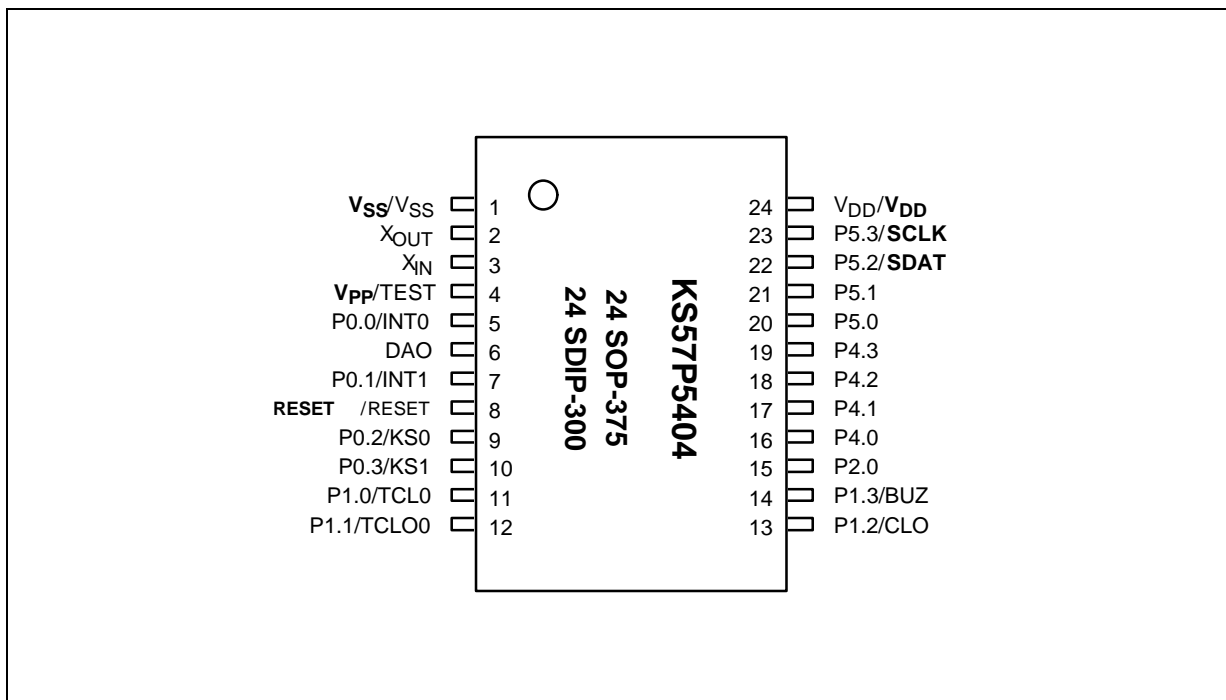 VSS/VSS 1
XOUT 2
XIN 3
VPP/TEST 4
P0.0/INT0 5
DAO 6
P0.1/INT1 7
RESET /RESET 8
P0.2/KS0 9
P0.3/KS1 10
P1.0/TCL0 11
P1.1/TCLO0 12
KS57P5404
24 SOP-375
24 SDIP-300
24 VDD/VDD
23 P5.3/SCLK
22 P5.2/SDAT
21 P5.1
20 P5.0
19 P4.3
18 P4.2
17 P4.1
16 P4.0
15 P2.0
14 P1.3/BUZ
13 P1.2/CLO